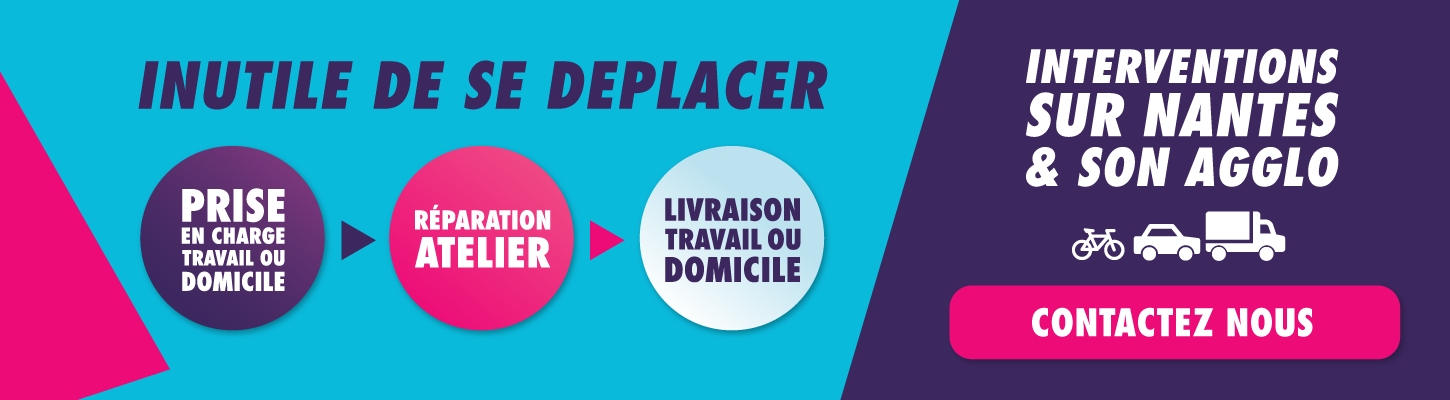 INUTILE DE SE DEPLACER
PRISE
EN CHARGE
TRAVAIL OU
DOMICILE
RÉPARATION
ATELIER
LIVRAISON
TRAVAIL OU
DOMICILE
INTERVENTIONS
SUR NANTES
& SON AGGLO
CONTACTEZ NOUS